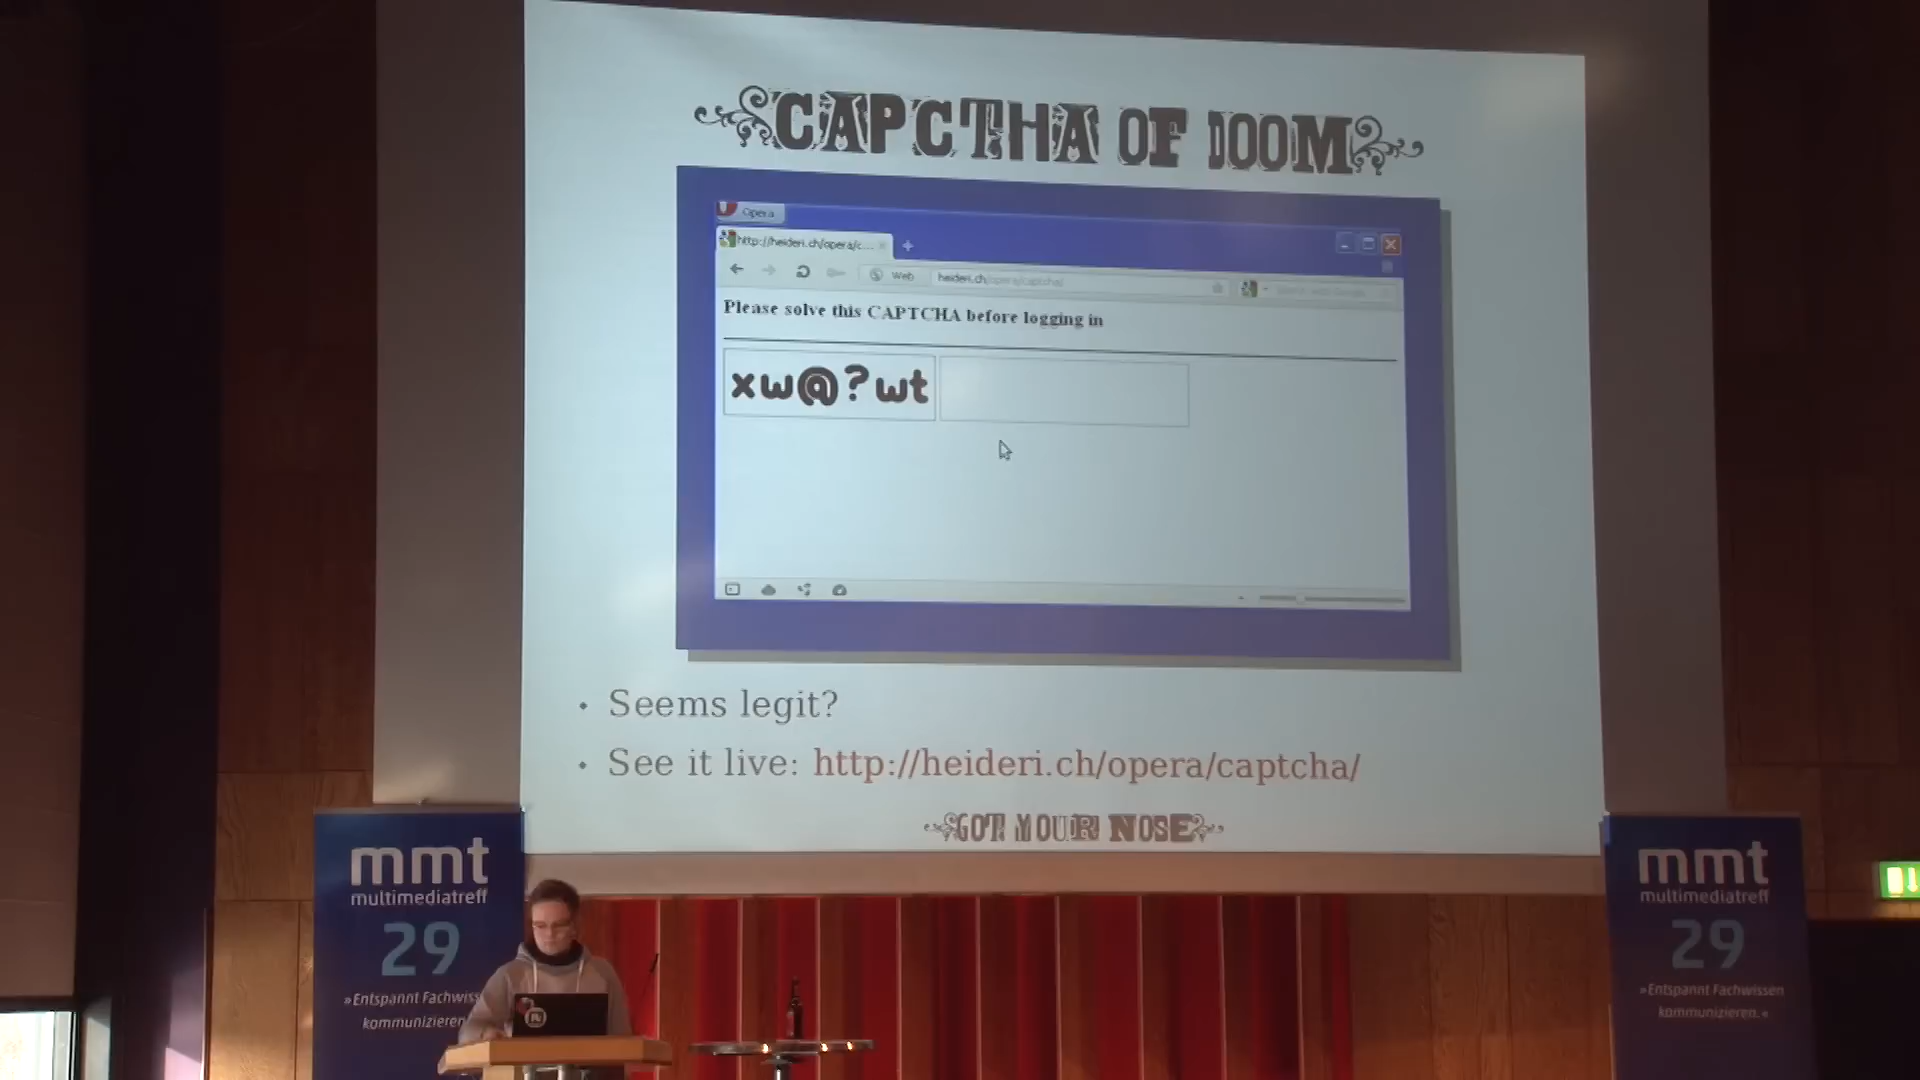 CAPCTHA OF DOOM
Opera
http://heideri.ch/opera/c...
Web
heideri.ch/opera/captcha/
Please solve this CAPTCHA before logging in
xw@?wt
• Seems legit?
• See it live: http://heideri.ch/opera/captcha/
GOT YOUR NOSE
mmt
multimediatreff
29
»Entspannt Fachwiss
kommunizieren
mmt
multimediatreff
29
»Entspannt Fachwissen
kommunizieren.«